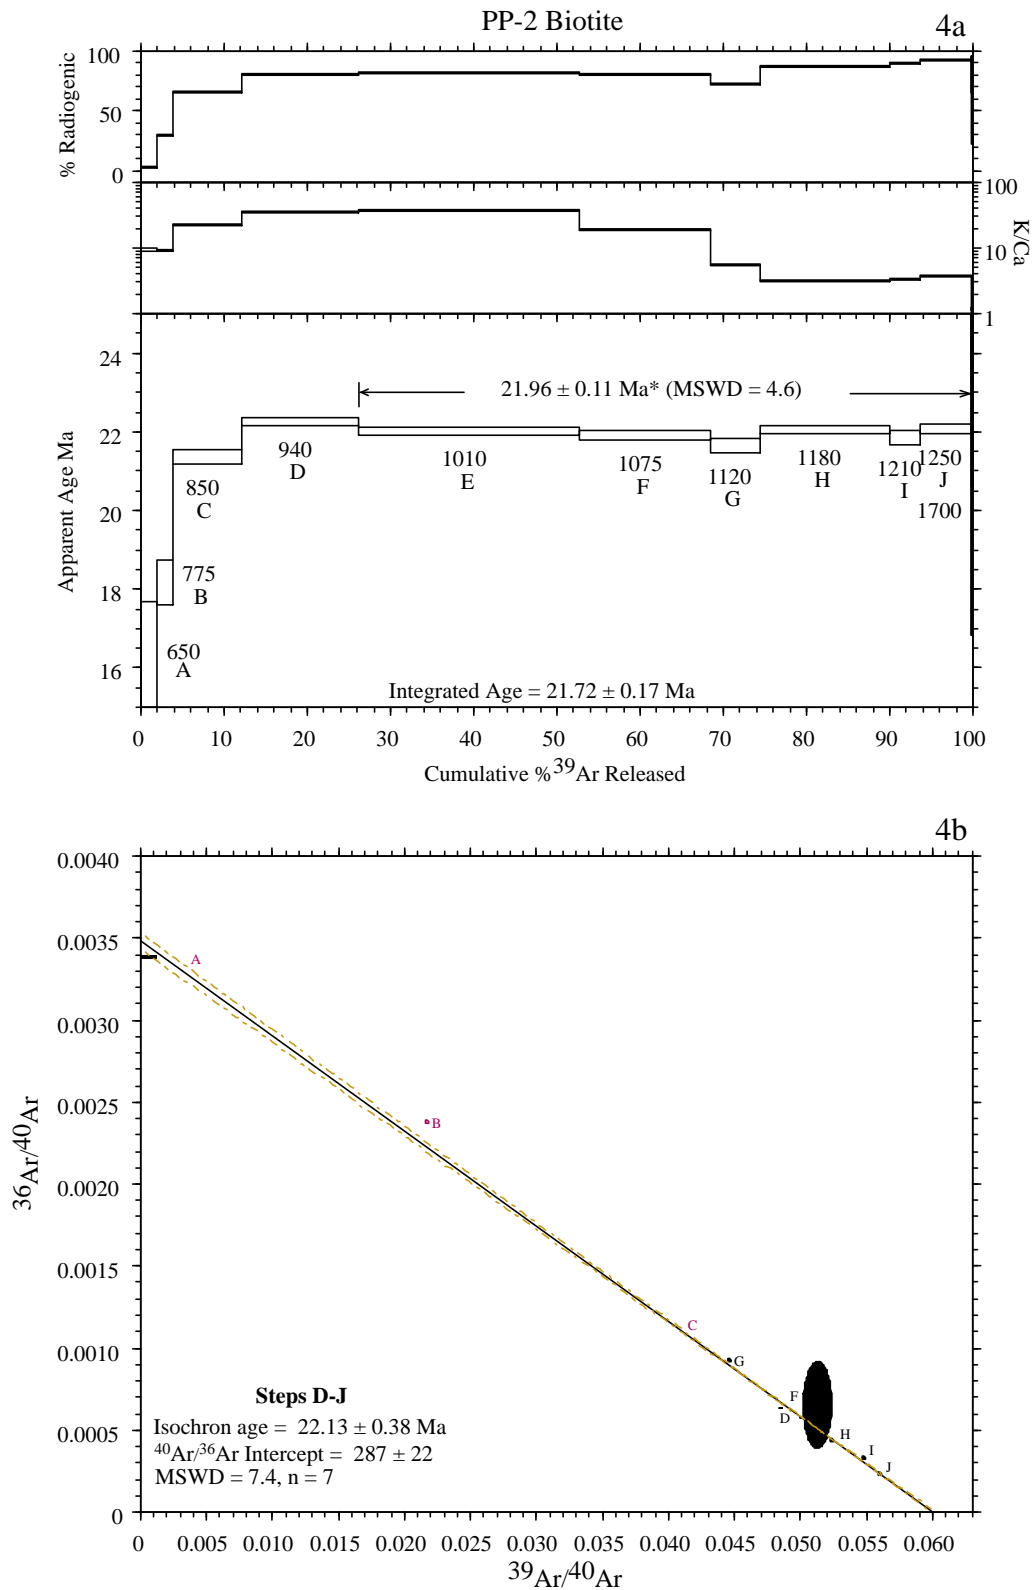 PP-2 Biotite
4a
% Radiogenic
100
50
0
K/Ca
100
10
1
Apparent Age Ma
24
22
20
18
16
21.96 ± 0.11 Ma* (MSWD = 4.6)
650
A
775
B
850
C
940
D
1010
E
1075
F
1120
G
1180
H
1210
I
1250
J
1700
Integrated Age = 21.72 ± 0.17 Ma
0 10 20 30 40 50 60 70 80 90 100
Cumulative %³⁹Ar Released
4b
³⁶Ar/⁴⁰Ar
0.0040
0.0035
0.0030
0.0025
0.0020
0.0015
0.0010
0.0005
0
A
B
C
G
F
D
H
I
J
Steps D-J
Isochron age = 22.13 ± 0.38 Ma
⁴⁰Ar/³⁶Ar Intercept = 287 ± 22
MSWD = 7.4, n = 7
0 0.005 0.010 0.015 0.020 0.025 0.030 0.035 0.040 0.045 0.050 0.055 0.060
³⁹Ar/⁴⁰Ar